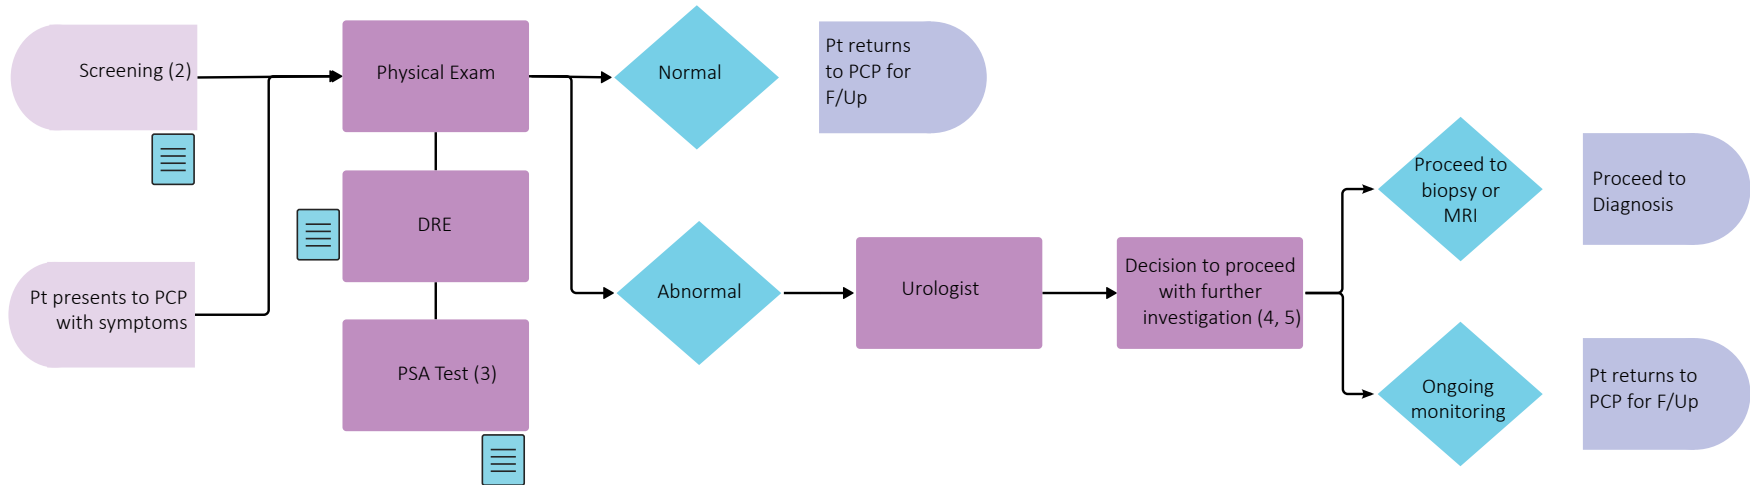 Screening (2)
Pt presents to PCP
with symptoms
Physical Exam
DRE
PSA Test (3)
Normal
Pt returns
to PCP for
F/Up
Abnormal
Urologist
Decision to proceed
with further
investigation (4, 5)
Proceed to
biopsy or
MRI
Proceed to
Diagnosis
Ongoing
monitoring
Pt returns to
PCP for F/Up